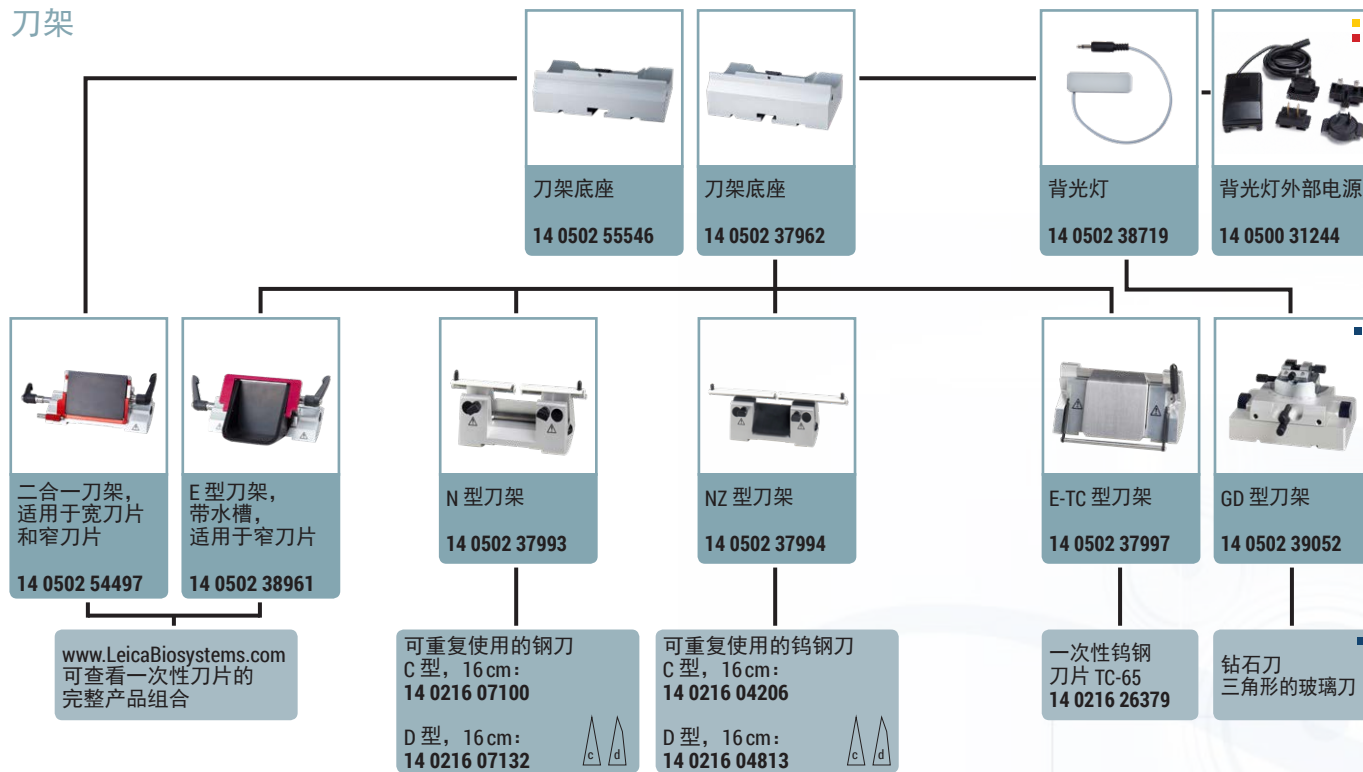 刀架
刀架底座
14 0502 55546
刀架底座
14 0502 37962
背光灯
14 0502 38719
背光灯外部电源
14 0500 31244
二合一刀架，
适用于宽刀片
和窄刀片
14 0502 54497
E 型刀架，
带水槽，
适用于窄刀片
14 0502 38961
N 型刀架
14 0502 37993
NZ 型刀架
14 0502 37994
E-TC 型刀架
14 0502 37997
GD 型刀架
14 0502 39052
www.LeicaBiosystems.com
可查看一次性刀片的
完整产品组合
可重复使用的钢刀
C 型，16 cm：
14 0216 07100
D 型，16 cm：
14 0216 07132
c d
可重复使用的钨钢刀
C 型，16 cm：
14 0216 04206
D 型，16 cm：
14 0216 04813
c d
一次性钨钢
刀片 TC-65
14 0216 26379
钻石刀
三角形的玻璃刀